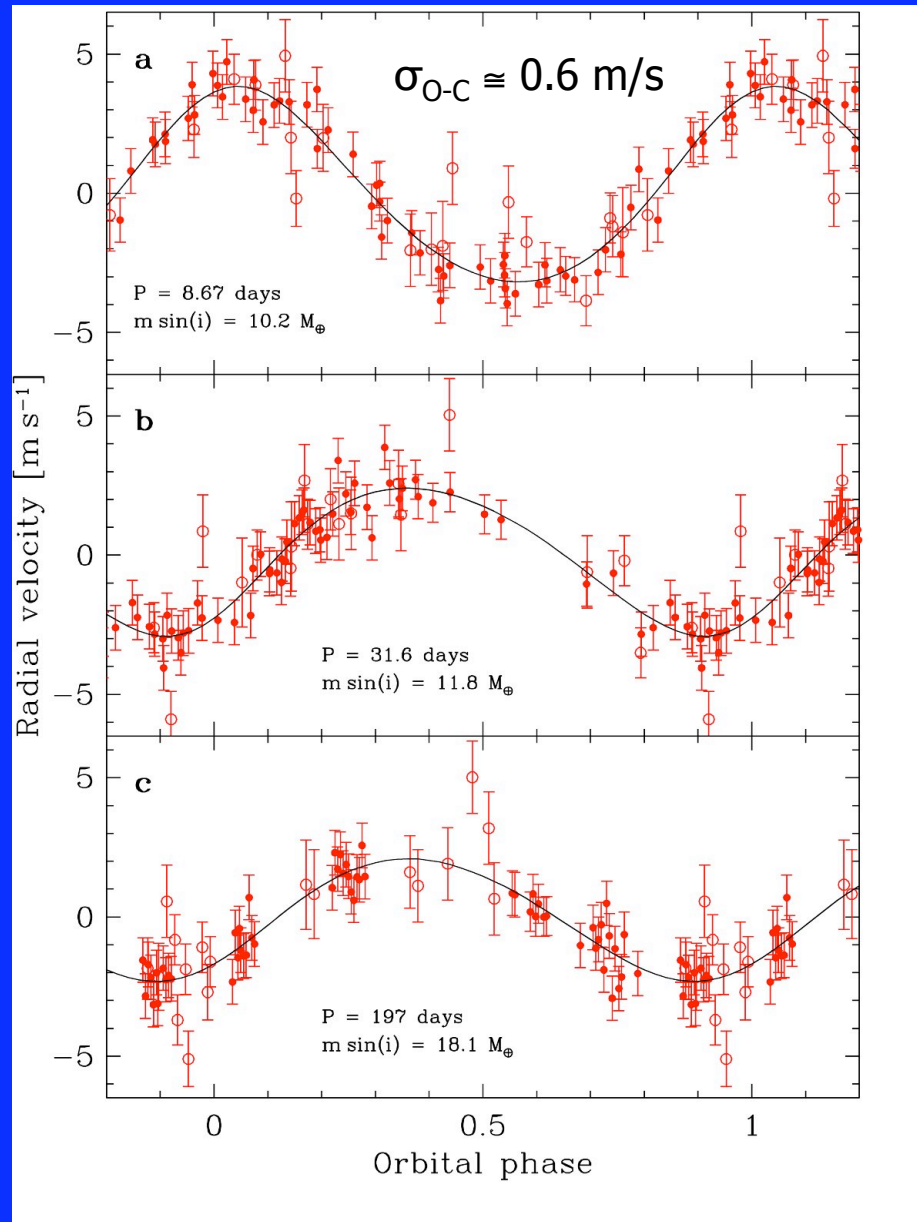 a
σO-C ≅ 0.6 m/s
5
0
−5
P = 8.67 days
m sin(i) = 10.2 M⊕
Radial velocity [m s⁻¹]
b
5
0
−5
P = 31.6 days
m sin(i) = 11.8 M⊕
c
5
0
−5
P = 197 days
m sin(i) = 18.1 M⊕
0 0.5 1
Orbital phase